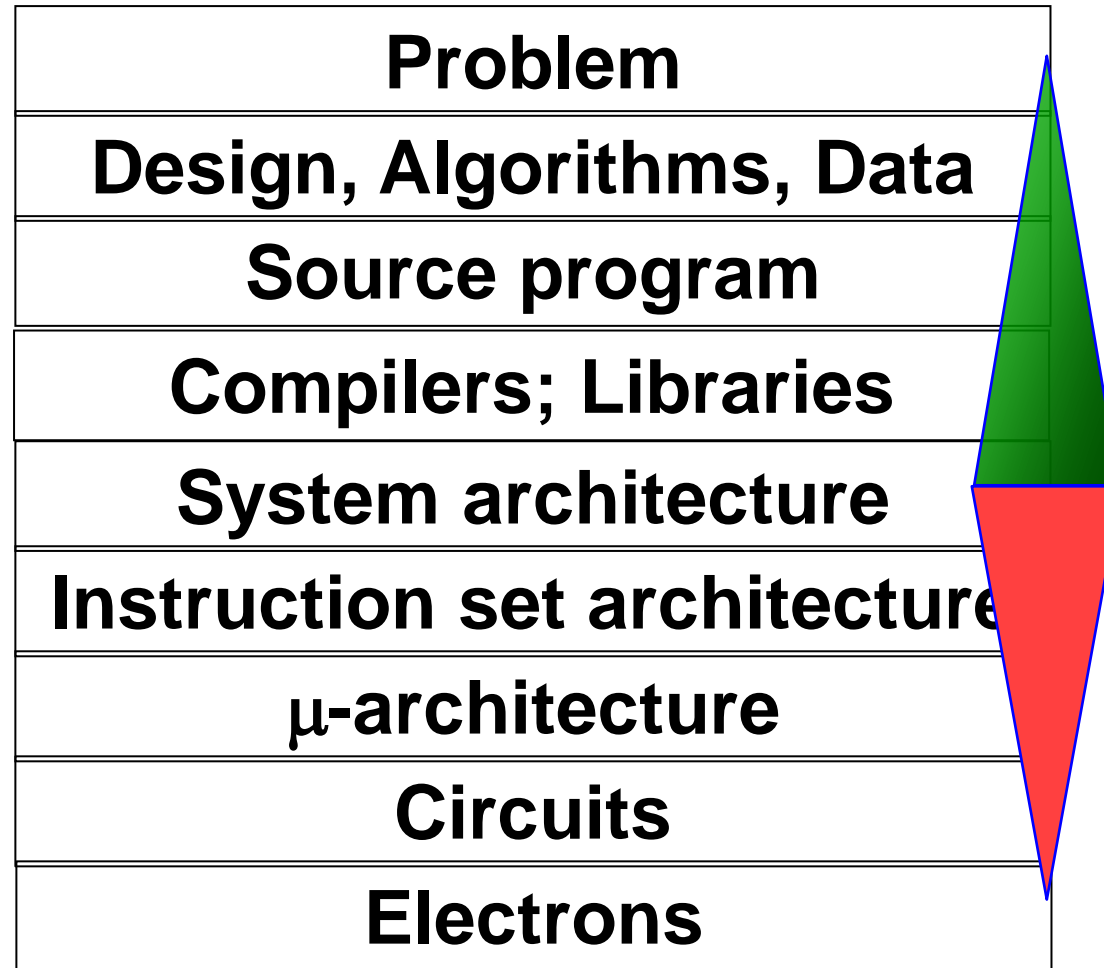 Problem
Design, Algorithms, Data
Source program
Compilers; Libraries
System architecture
Instruction set architecture
μ-architecture
Circuits
Electrons